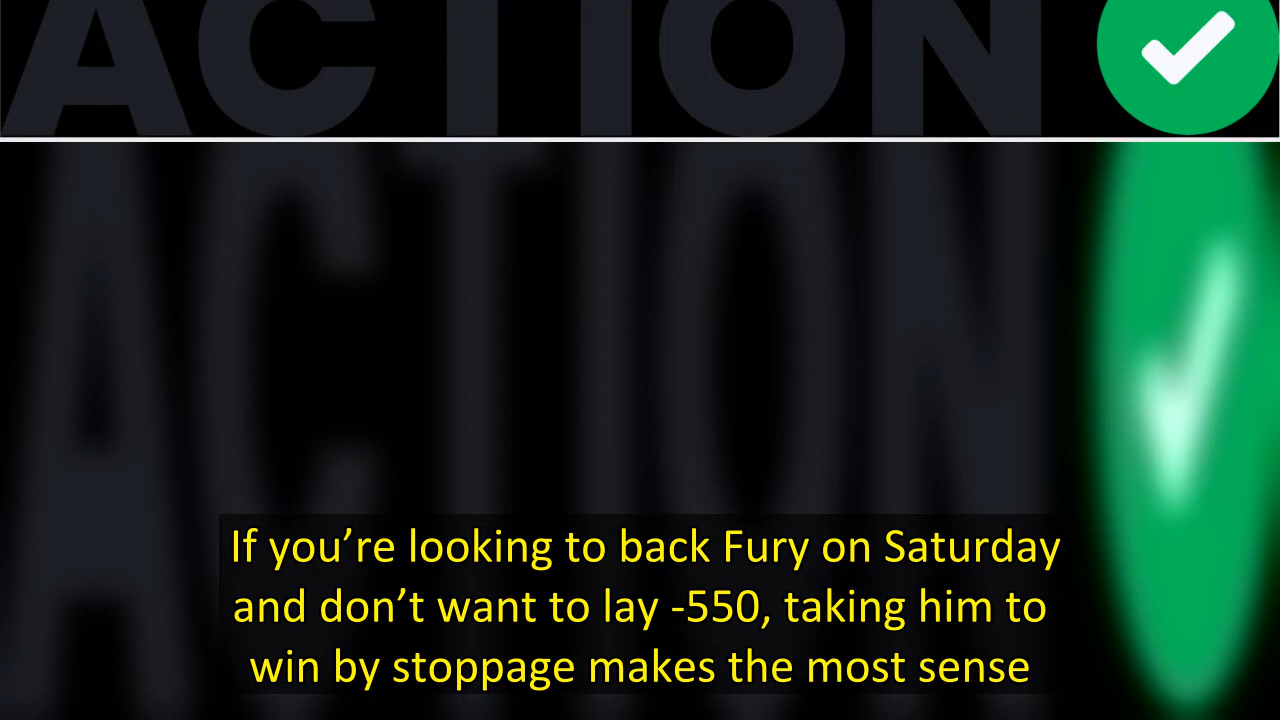 ACTION
ACTION
If you’re looking to back Fury on Saturday
and don’t want to lay -550, taking him to
win by stoppage makes the most sense